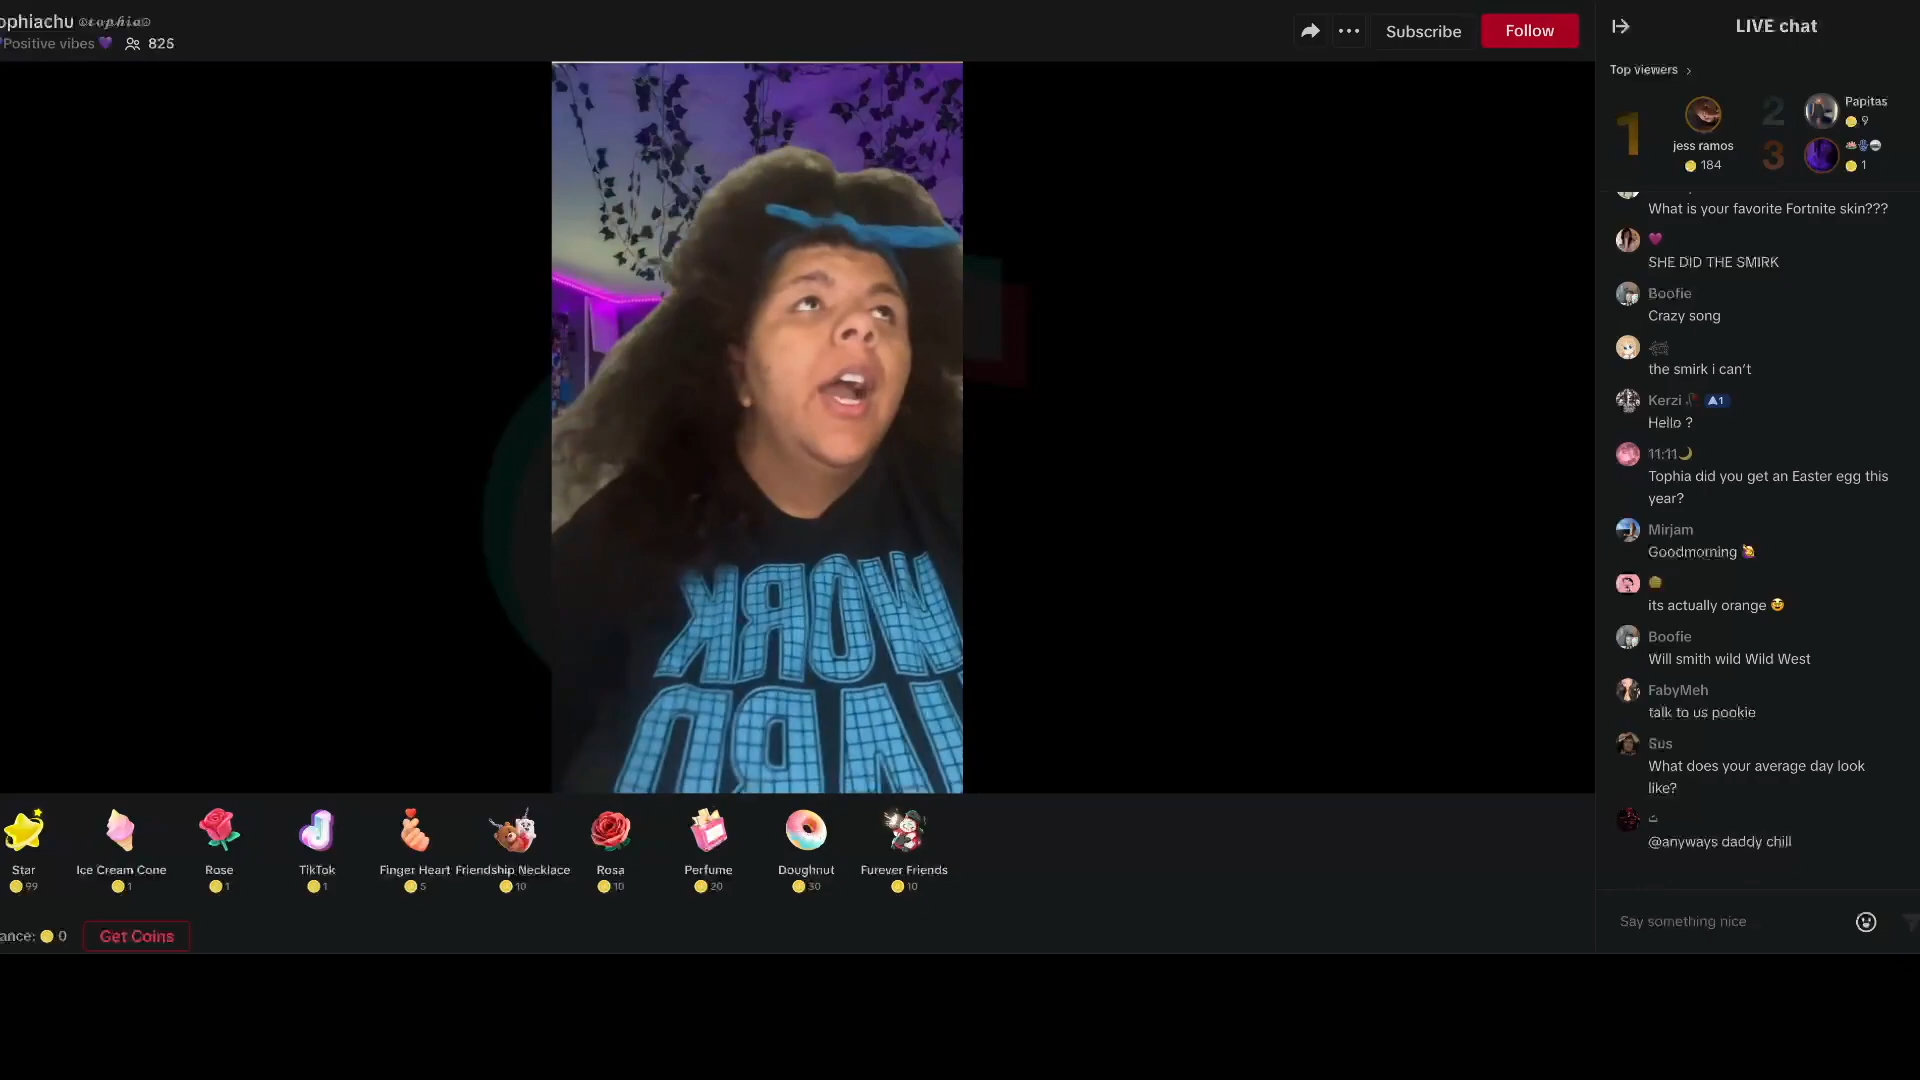 ophiachu @tophia
Positive vibes 💜 825
Subscribe
Follow
LIVE chat
Top viewers
1
jess ramos
184
2
Papitas
9
3
1
WORK
HARD
What is your favorite Fortnite skin???
SHE DID THE SMIRK
Boofie
Crazy song
the smirk i can't
Kerzi 1
Hello ?
11:11🌙
Tophia did you get an Easter egg this
year?
Mirjam
Goodmorning
its actually orange
Boofie
Will smith wild Wild West
FabyMeh
talk to us pookie
Sus
What does your average day look
like?
ت
@anyways daddy chill
Say something nice
Star
99
Ice Cream Cone
1
Rose
1
TikTok
1
Finger Heart
5
Friendship Necklace
10
Rosa
10
Perfume
20
Doughnut
30
Furever Friends
10
ance: 0
Get Coins